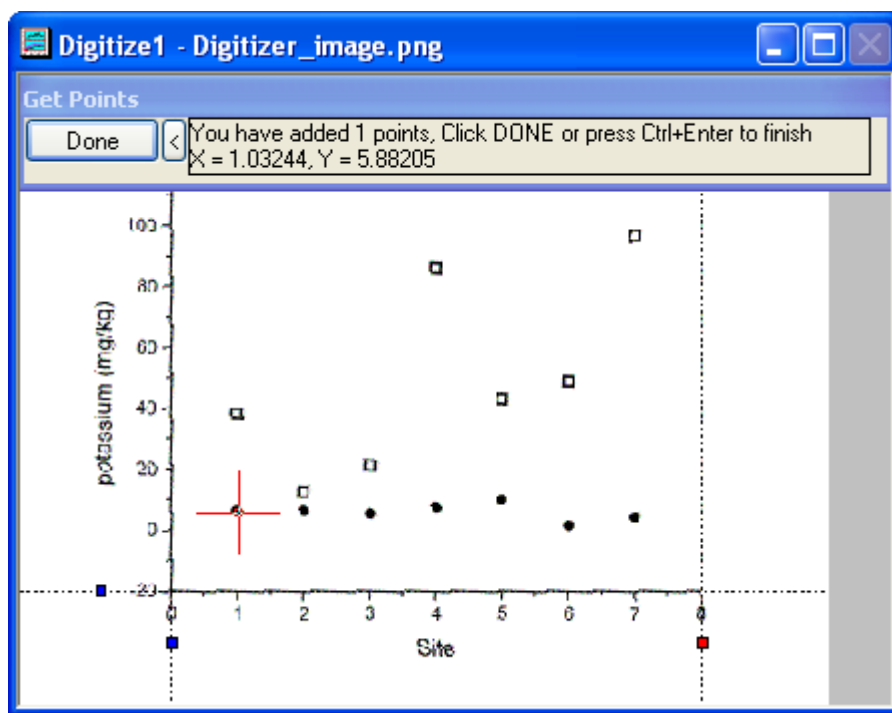 Digitize1 - Digitizer_image.png
Get Points
Done
<
You have added 1 points, Click DONE or press Ctrl+Enter to finish
X = 1.03244, Y = 5.88205
100
80
60
40
20
0
-20
potassium (mg/kg)
0 1 2 3 4 5 6 7 8
Site